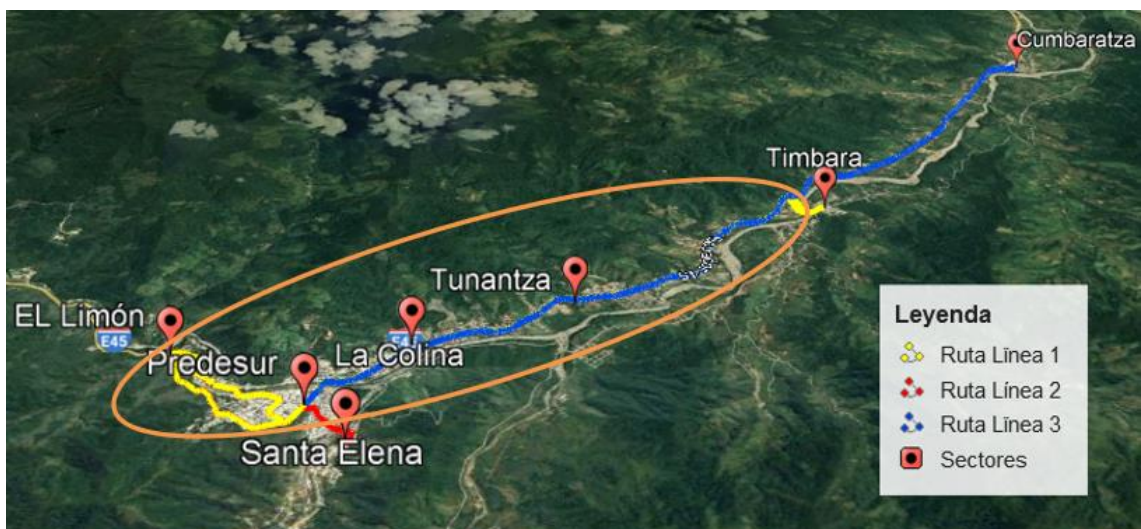 Cumbaratza
Timbara
Tunantza
EL Limón
E45
Predesur
La Colina
Santa Elena
Leyenda
Ruta Línea 1
Ruta Línea 2
Ruta Línea 3
Sectores